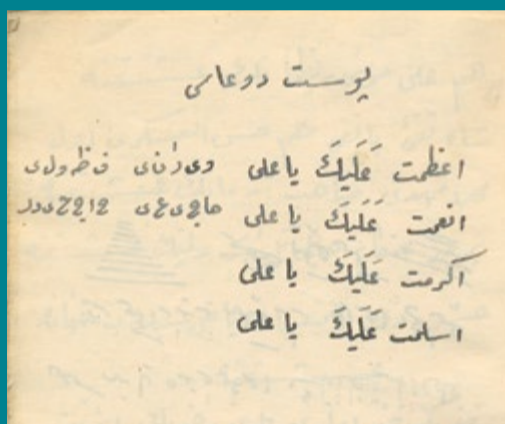 پوست دوعاسی
اعظمت عَلَيكَ يا على
انعمت عَلَيكَ يا على
اكرمت عَلَيكَ يا على
اسلمت عَلَيكَ يا على